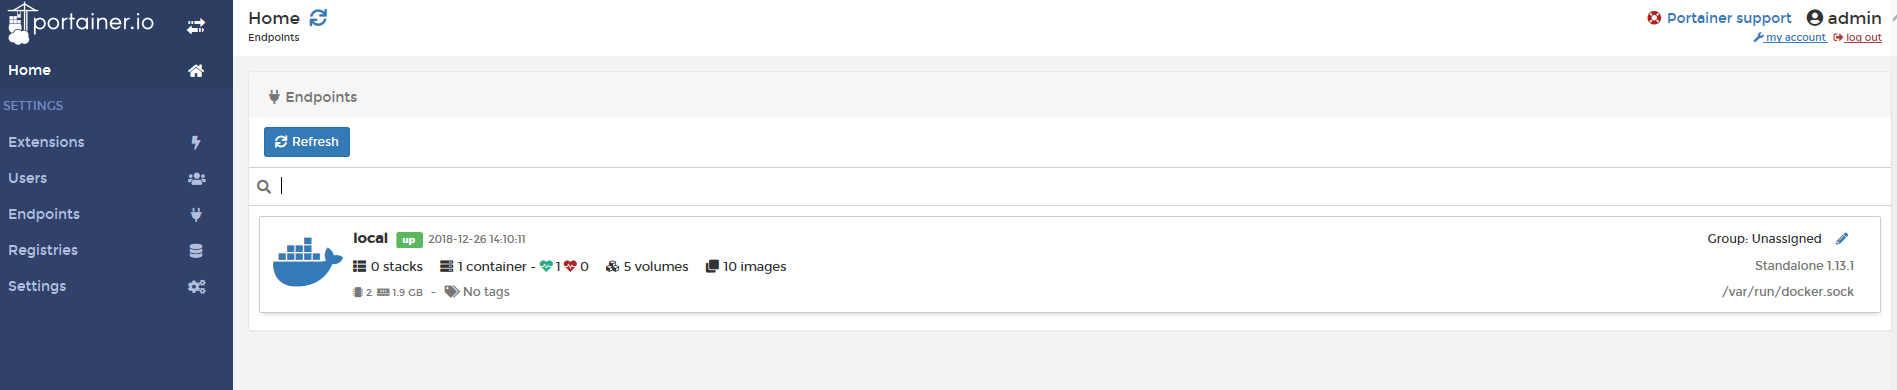 portainer.io
Home
SETTINGS
Extensions
Users
Endpoints
Registries
Settings
Home
Endpoints
Portainer support admin
my account log out
Endpoints
Refresh
local up 2018-12-26 14:10:11
Group: Unassigned
0 stacks 1 container - 1 0 5 volumes 10 images
Standalone 1.13.1
2 1.9 GB - No tags
/var/run/docker.sock